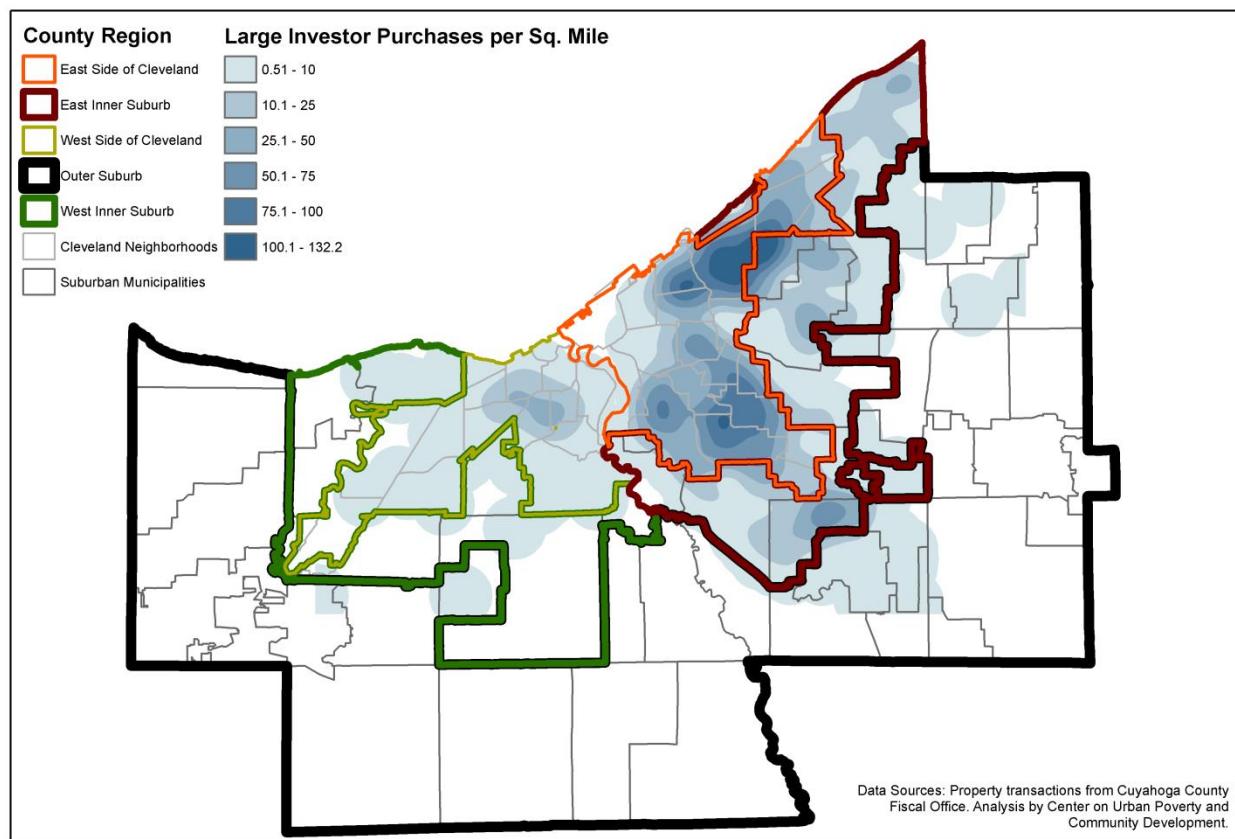 County Region
East Side of Cleveland
East Inner Suburb
West Side of Cleveland
Outer Suburb
West Inner Suburb
Cleveland Neighborhoods
Suburban Municipalities
Large Investor Purchases per Sq. Mile
0.51 - 10
10.1 - 25
25.1 - 50
50.1 - 75
75.1 - 100
100.1 - 132.2
Data Sources: Property transactions from Cuyahoga County
Fiscal Office. Analysis by Center on Urban Poverty and
Community Development.